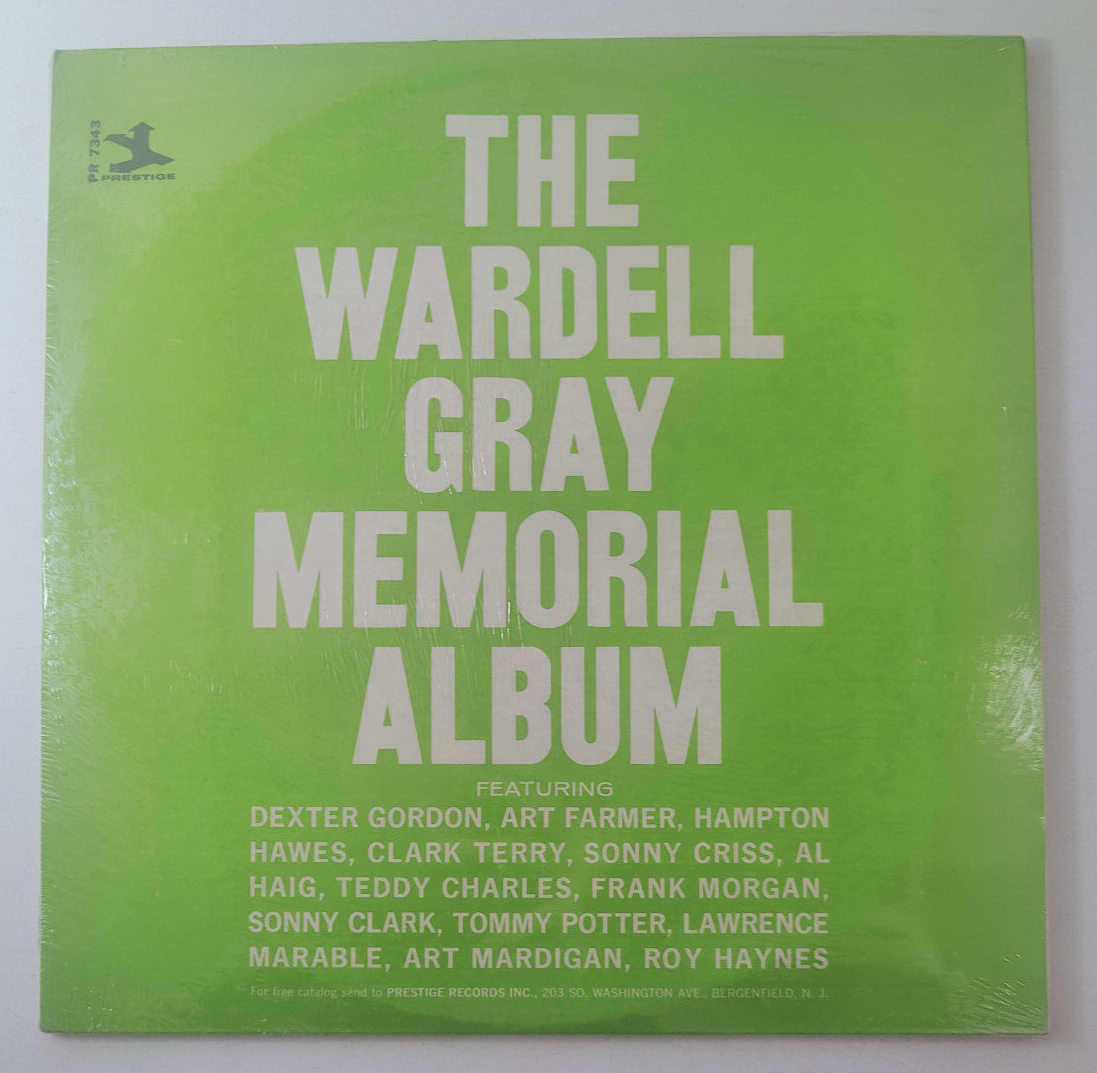 PR 7343
PRESTIGE
THE
WARDELL
GRAY
MEMORIAL
ALBUM
FEATURING
DEXTER GORDON, ART FARMER, HAMPTON
HAWES, CLARK TERRY, SONNY CRISS, AL
HAIG, TEDDY CHARLES, FRANK MORGAN,
SONNY CLARK, TOMMY POTTER, LAWRENCE
MARABLE, ART MARDIGAN, ROY HAYNES
For free catalog send to PRESTIGE RECORDS INC., 203 SO. WASHINGTON AVE., BERGENFIELD, N. J.